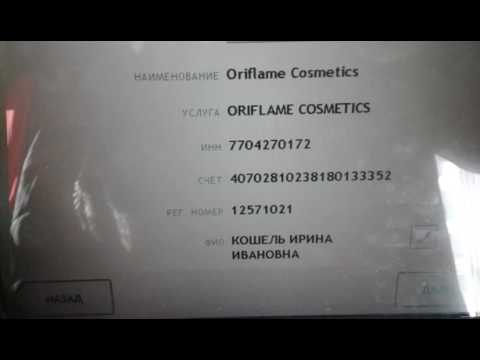 НАИМЕНОВАНИЕ Oriflame Cosmetics
УСЛУГА ORIFLAME COSMETICS
ИНН 7704270172
СЧЕТ 40702810238180133352
РЕГ. НОМЕР 12571021
ФИО КОШЕЛЬ ИРИНА
ИВАНОВНА
НАЗАД